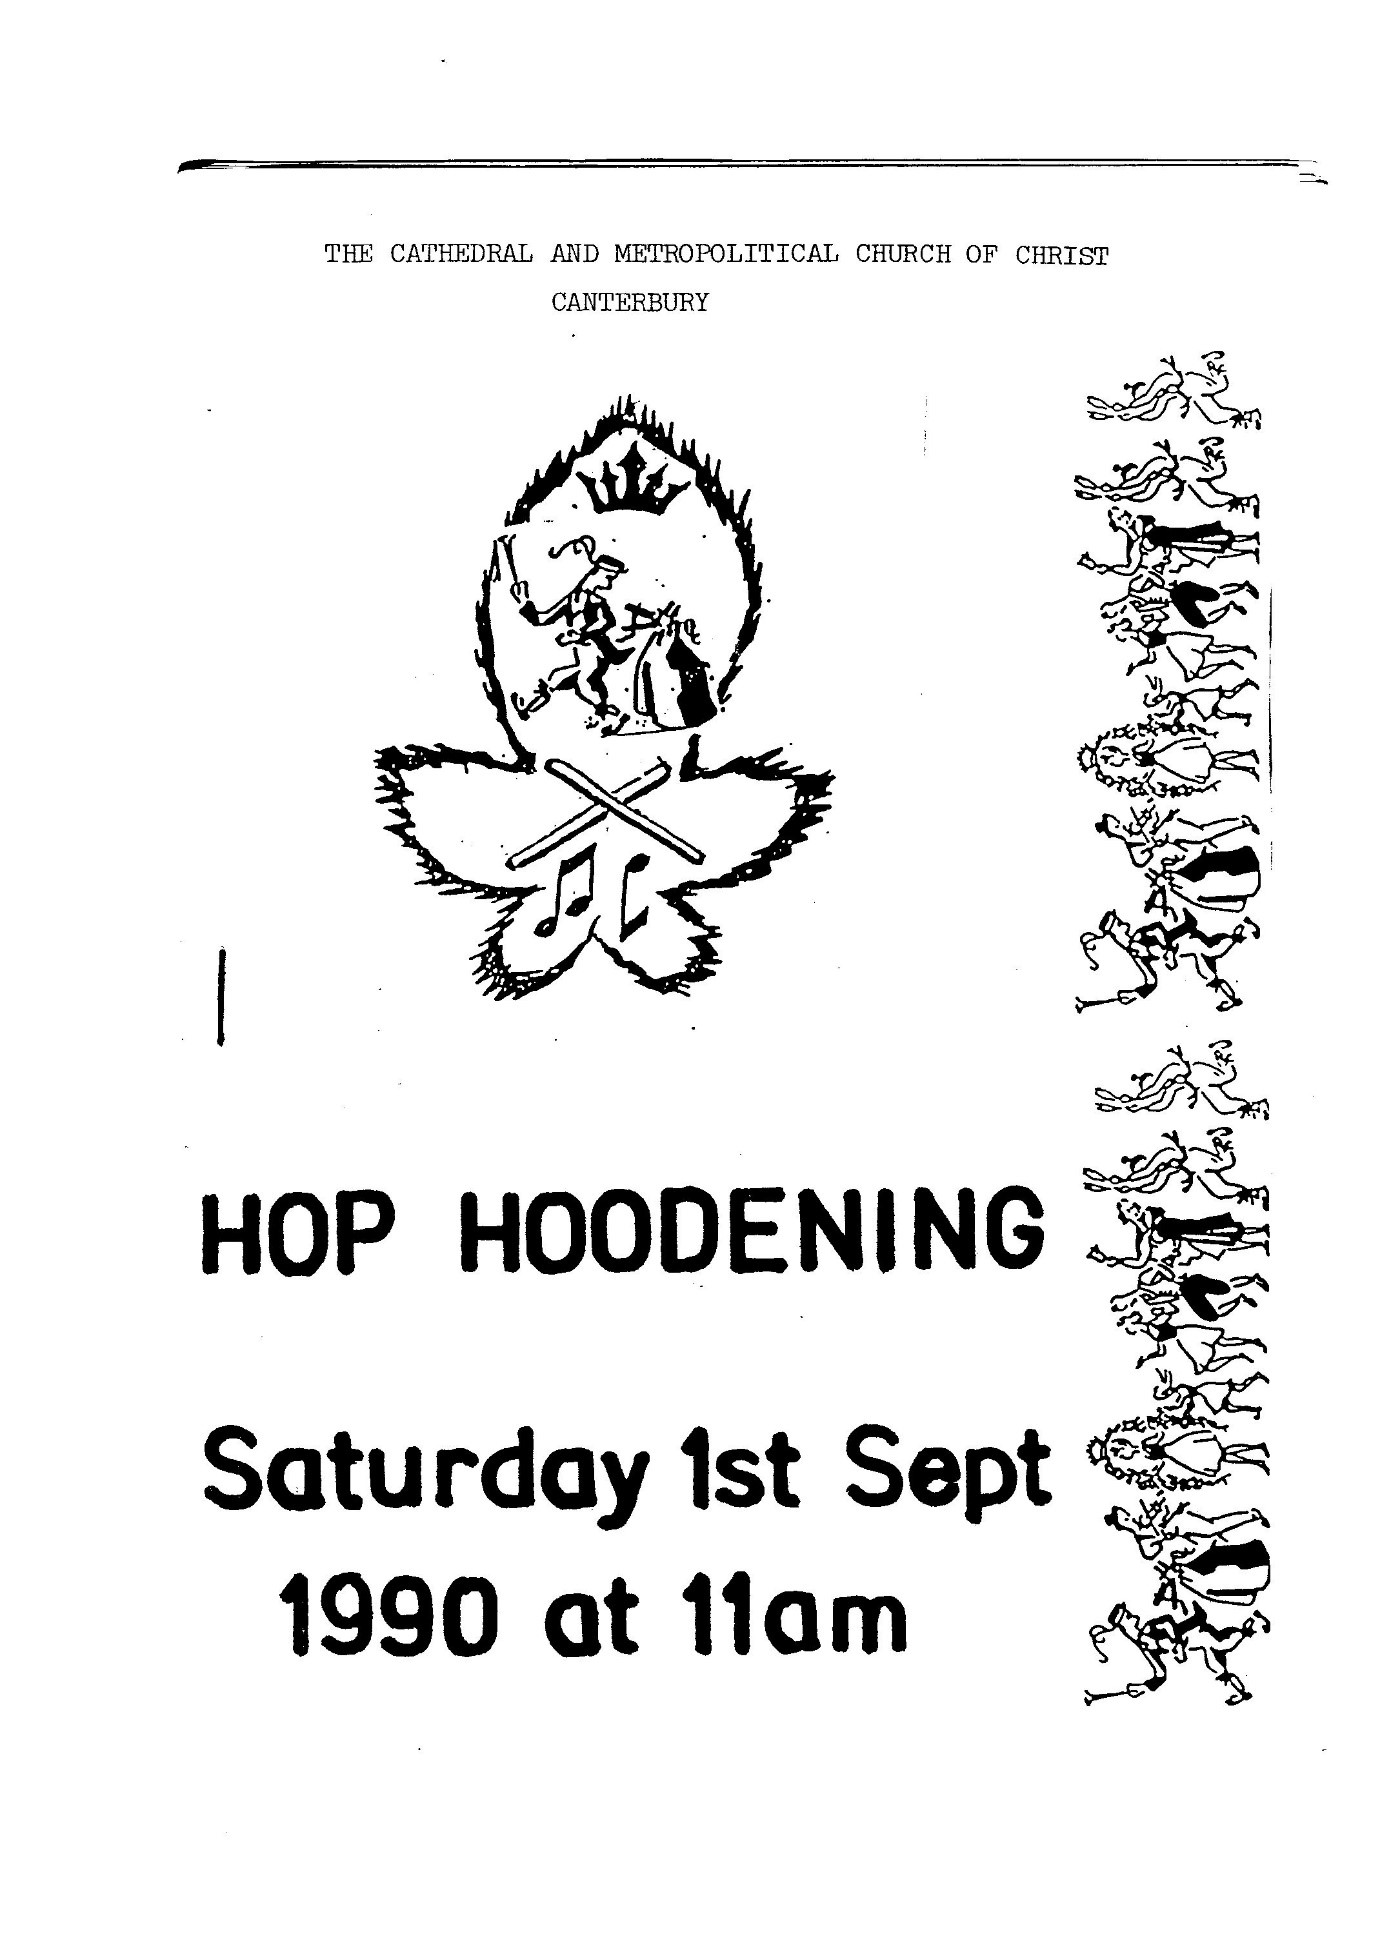 THE CATHEDRAL AND METROPOLITICAL CHURCH OF CHRIST
CANTERBURY
HOP HOODENING
Saturday 1st Sept
1990 at 11am